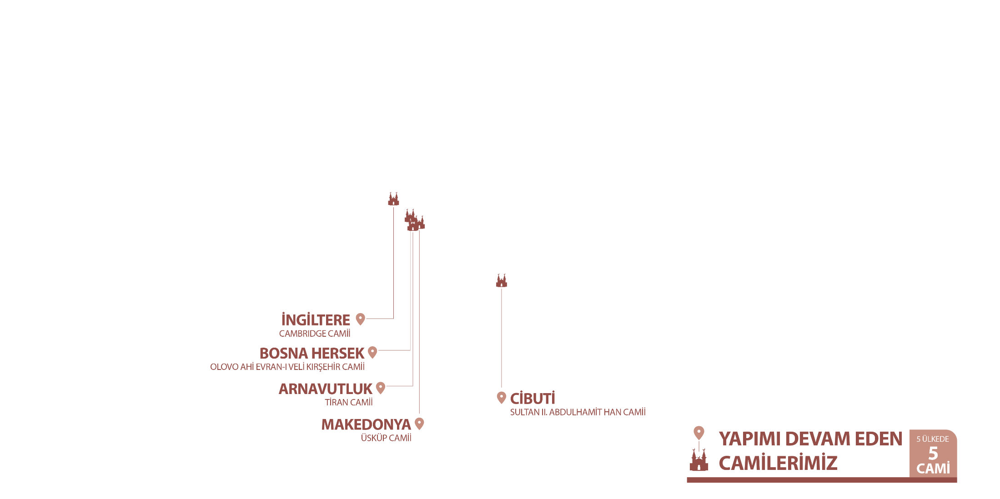 İNGİLTERE
CAMBRIDGE CAMİİ
BOSNA HERSEK
OLOVO AHİ EVRAN-I VELİ KIRŞEHİR CAMİİ
ARNAVUTLUK
TİRAN CAMİİ
MAKEDONYA
ÜSKÜP CAMİİ
CİBUTİ
SULTAN II. ABDULHAMİT HAN CAMİİ
YAPIMI DEVAM EDEN
CAMİLERİMİZ
5 ÜLKEDE
5
CAMİ